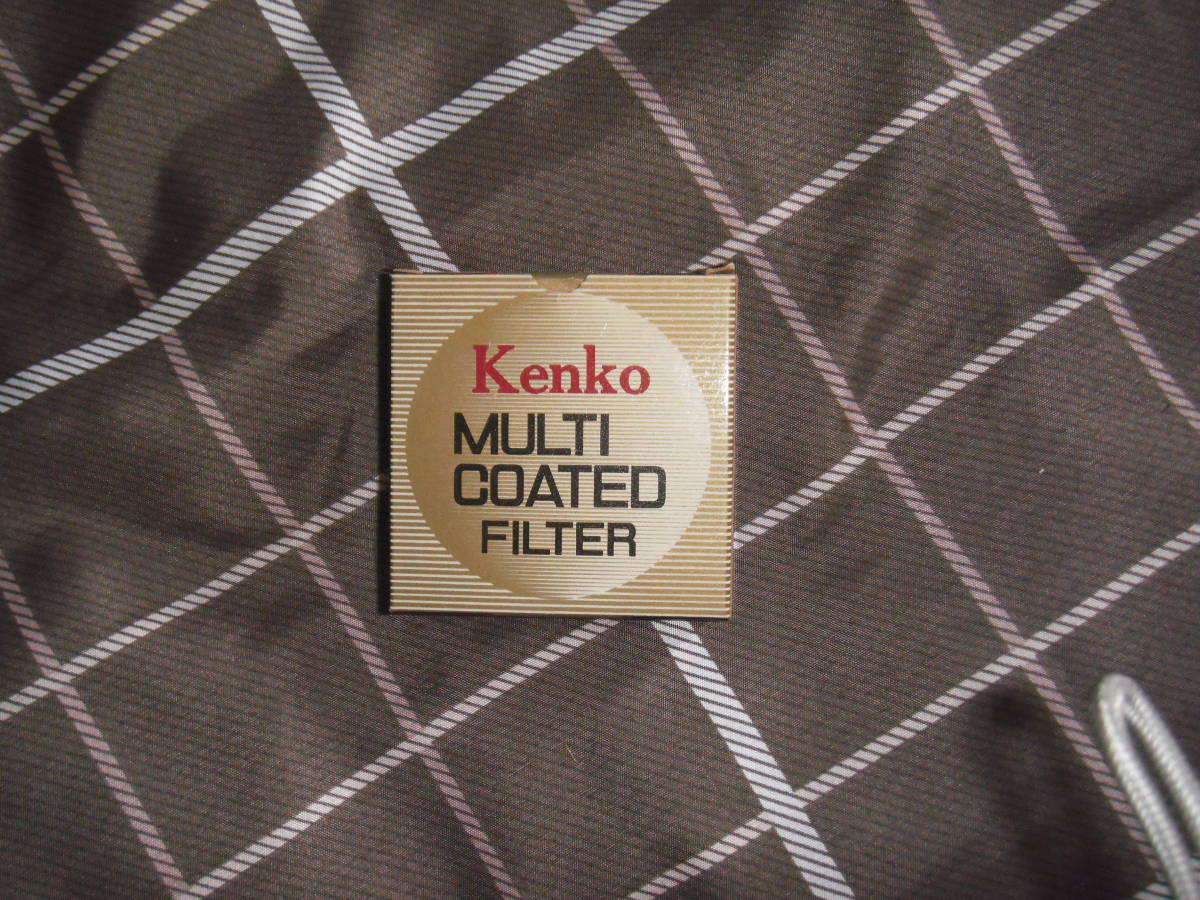 Kenko
MULTI
COATED
FILTER